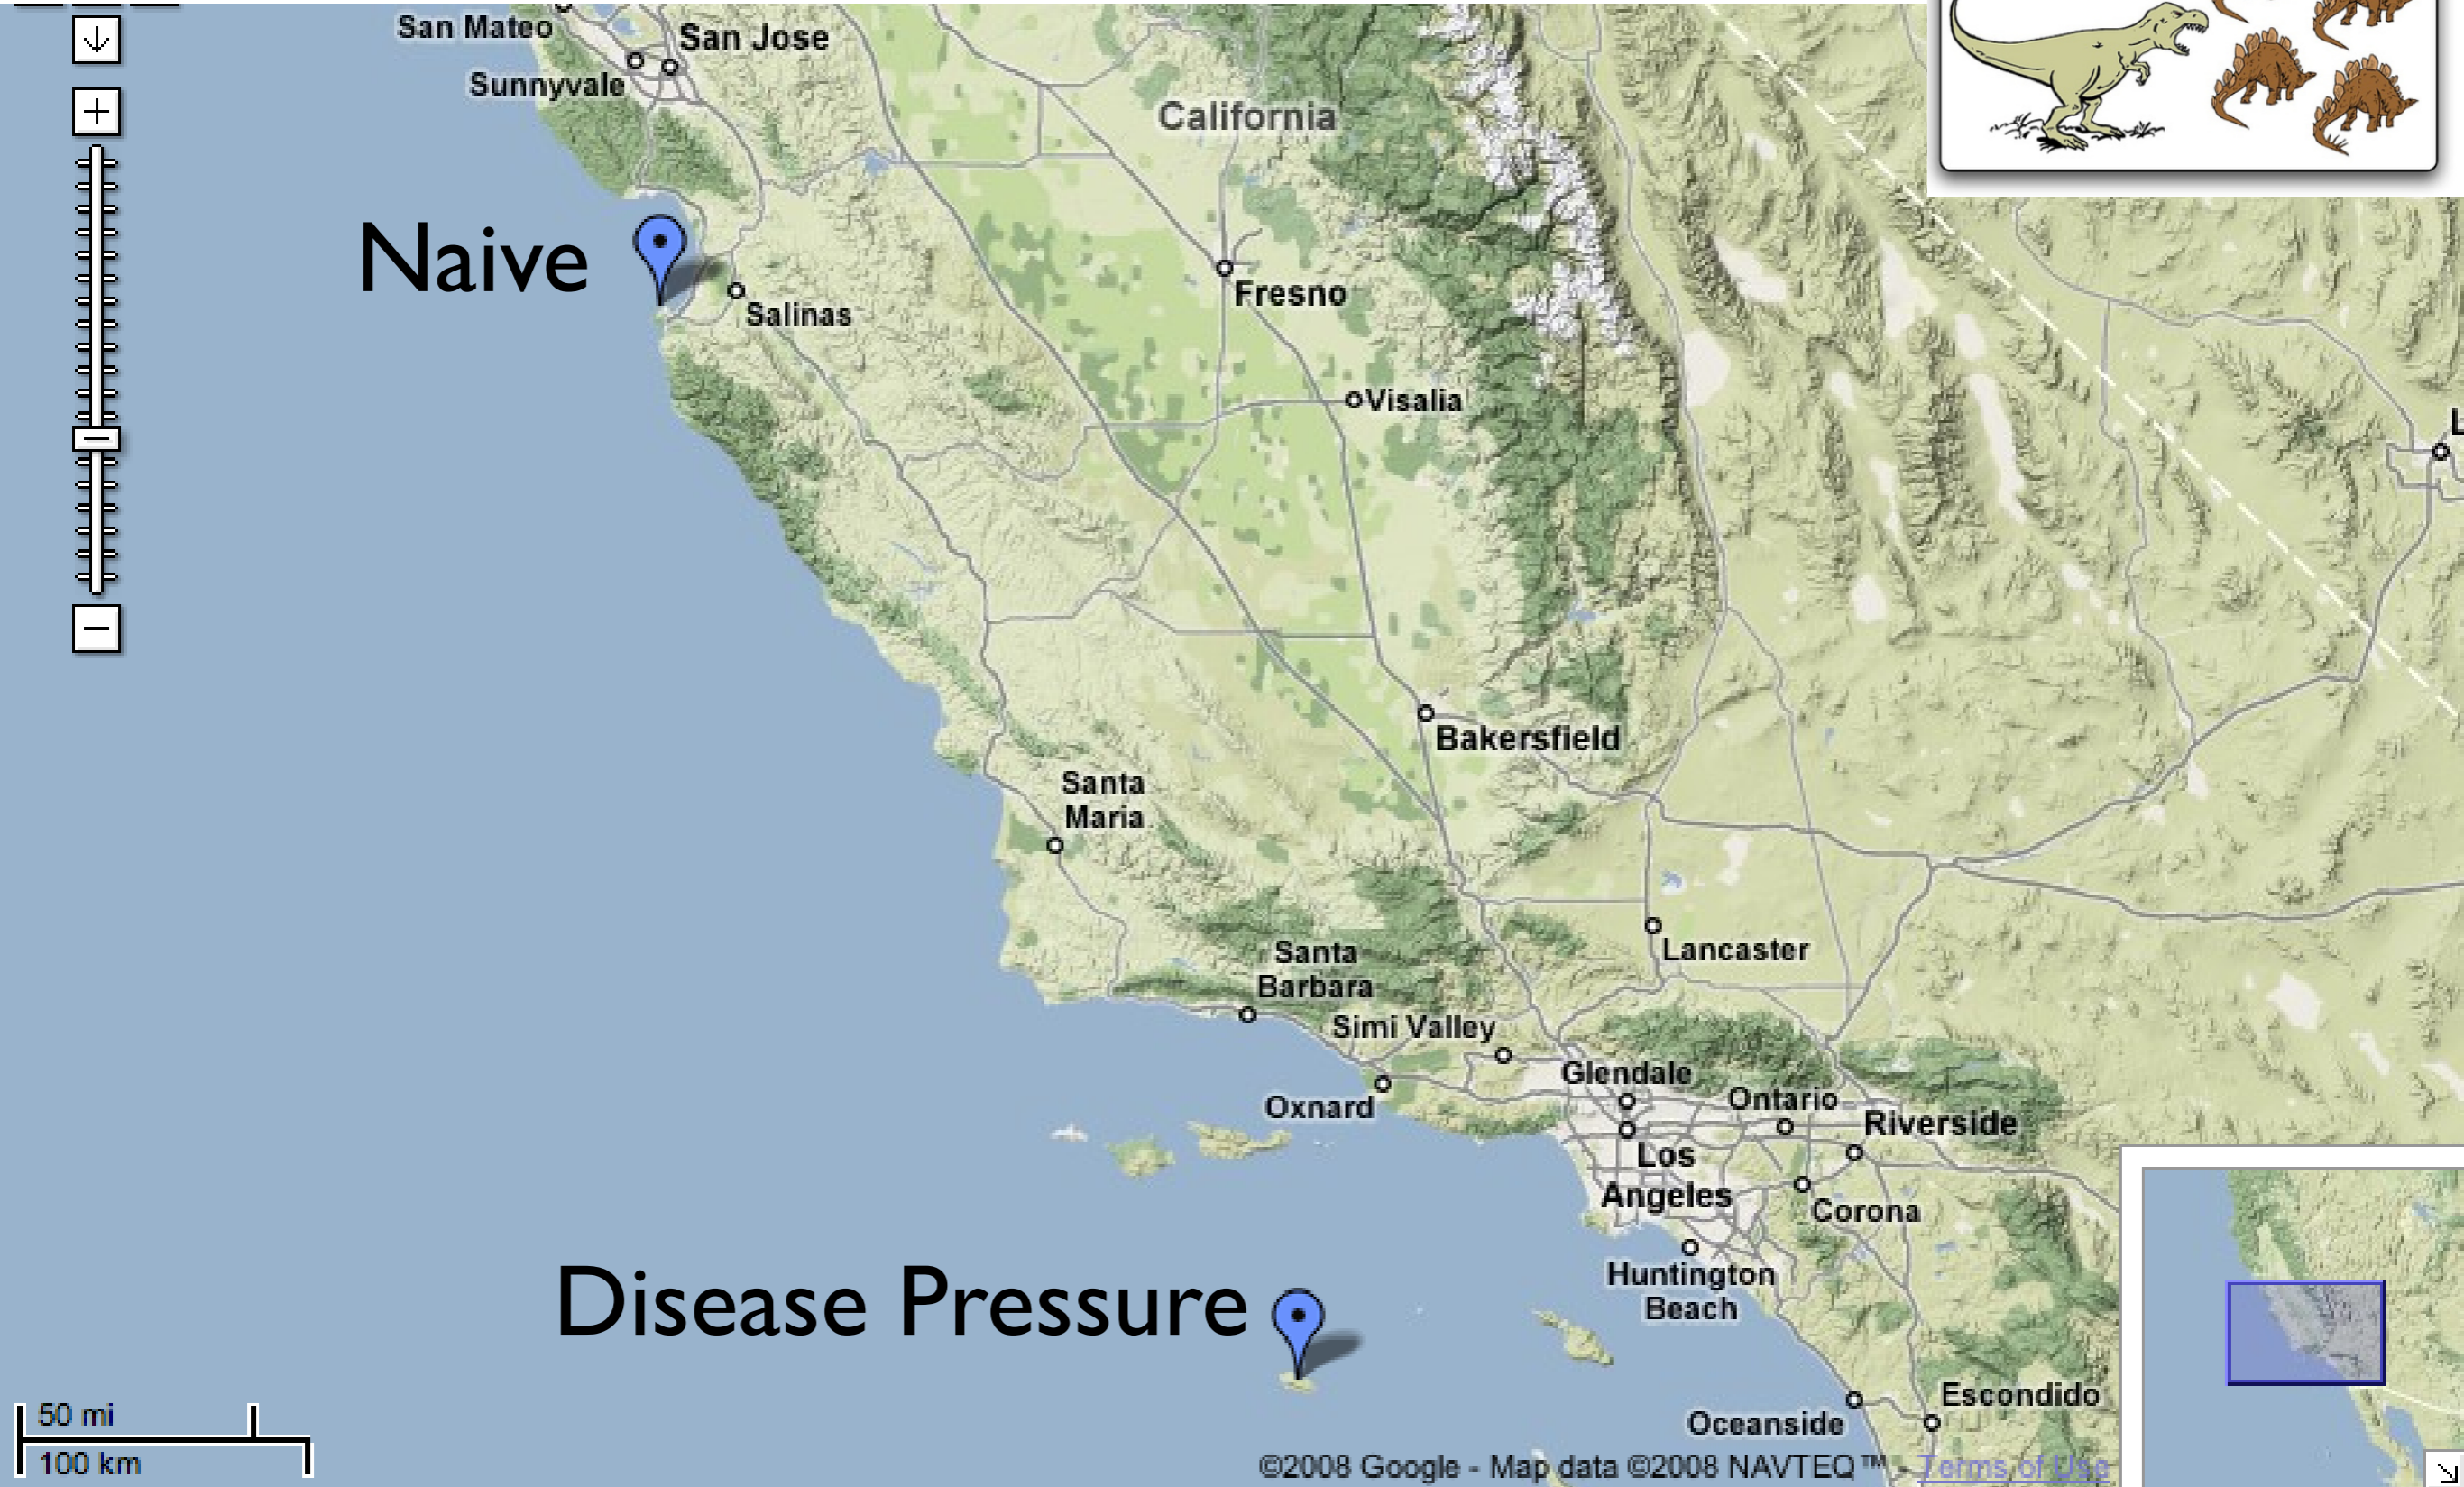 San Mateo
San Jose
Sunnyvale
California
Naive
Salinas
Fresno
Visalia
L
Bakersfield
Santa
Maria
Lancaster
Santa
Barbara
Simi Valley
Glendale
Ontario
Oxnard
Riverside
Los
Angeles
Corona
Disease Pressure
Huntington
Beach
Escondido
Oceanside
50 mi
100 km
©2008 Google - Map data ©2008 NAVTEQ™ - Terms of Use